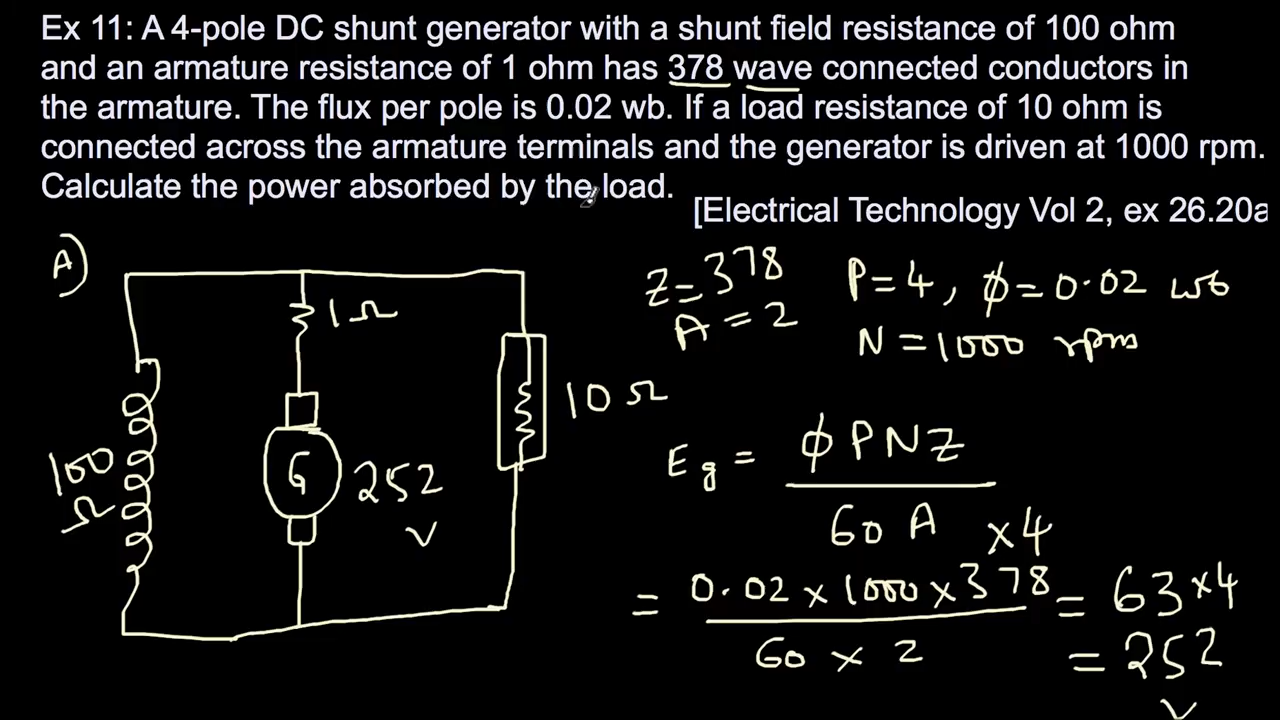 Ex 11: A 4-pole DC shunt generator with a shunt field resistance of 100 ohm
and an armature resistance of 1 ohm has 378 wave connected conductors in
the armature. The flux per pole is 0.02 wb. If a load resistance of 10 ohm is
connected across the armature terminals and the generator is driven at 1000 rpm.
Calculate the power absorbed by the load.
[Electrical Technology Vol 2, ex 26.20a
A)
1Ω
100
Ω
G
252
V
10 Ω
Z=378
A = 2
P=4, ϕ=0.02 wb
N =1000 rpm
Eg = ϕ PNZ
60 A
×4
= 0.02 × 1000 × 378
60 × 2
= 63×4
= 252
V